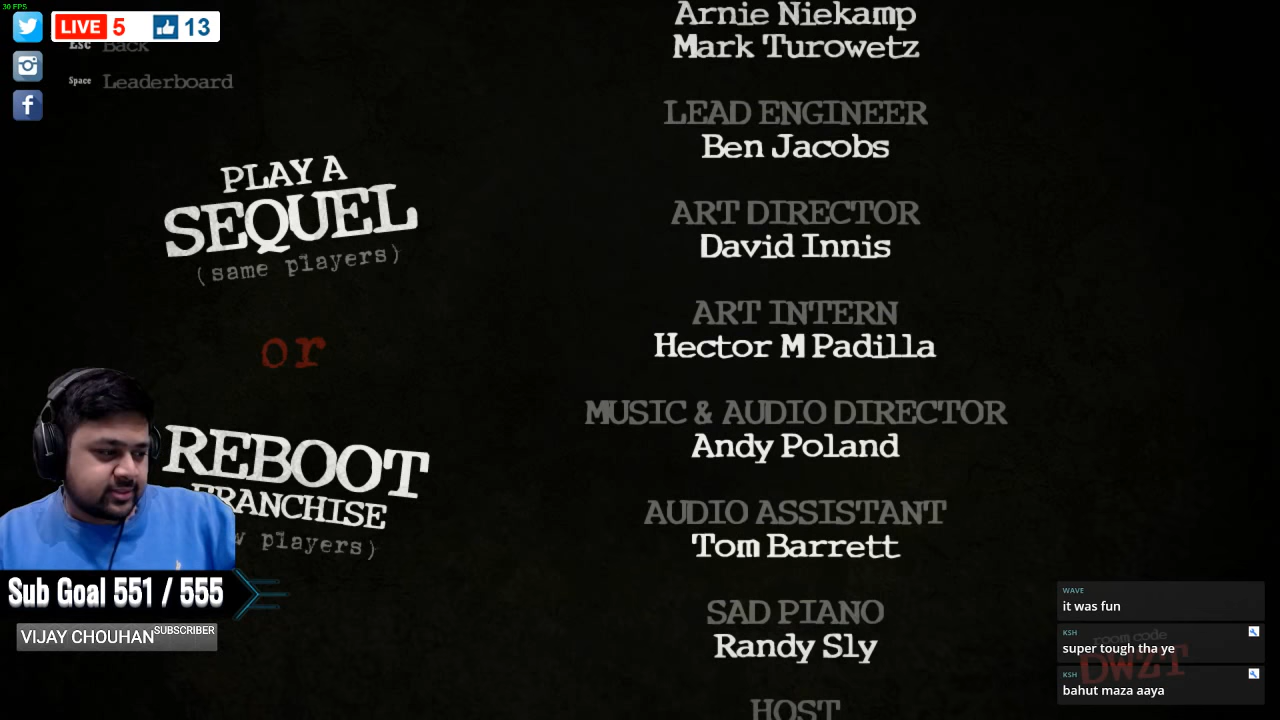 30 FPS
LIVE 5 13
Esc Back
Space Leaderboard
PLAY A
SEQUEL
(same players)
or
REBOOT
FRANCHISE
players)
Sub Goal 551 / 555
VIJAY CHOUHAN SUBSCRIBER
Arnie Niekamp
Mark Turowetz
LEAD ENGINEER
Ben Jacobs
ART DIRECTOR
David Innis
ART INTERN
Hector M Padilla
MUSIC & AUDIO DIRECTOR
Andy Poland
AUDIO ASSISTANT
Tom Barrett
SAD PIANO
Randy Sly
HOST
WAVE
it was fun
KSH
room code
super tough tha ye
DWZT
KSH
bahut maza aaya